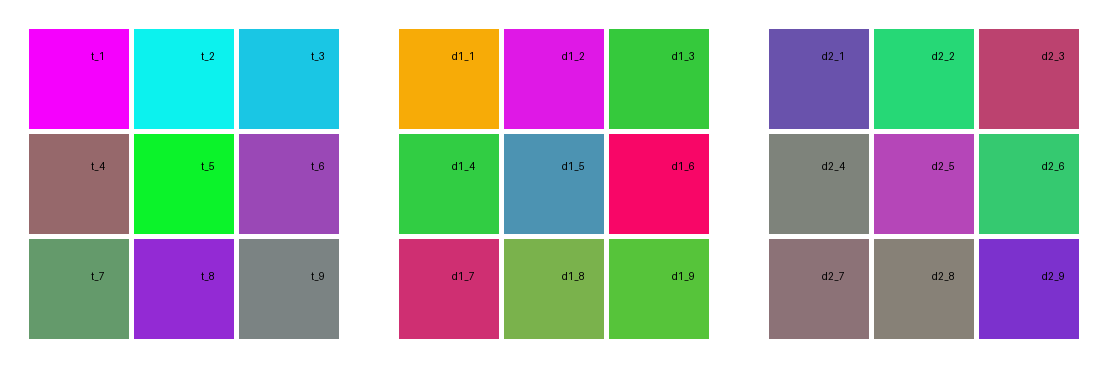 t_1 t_2 t_3 d1_1 d1_2 d1_3 d2_1 d2_2 d2_3
t_4 t_5 t_6 d1_4 d1_5 d1_6 d2_4 d2_5 d2_6
t_7 t_8 t_9 d1_7 d1_8 d1_9 d2_7 d2_8 d2_9